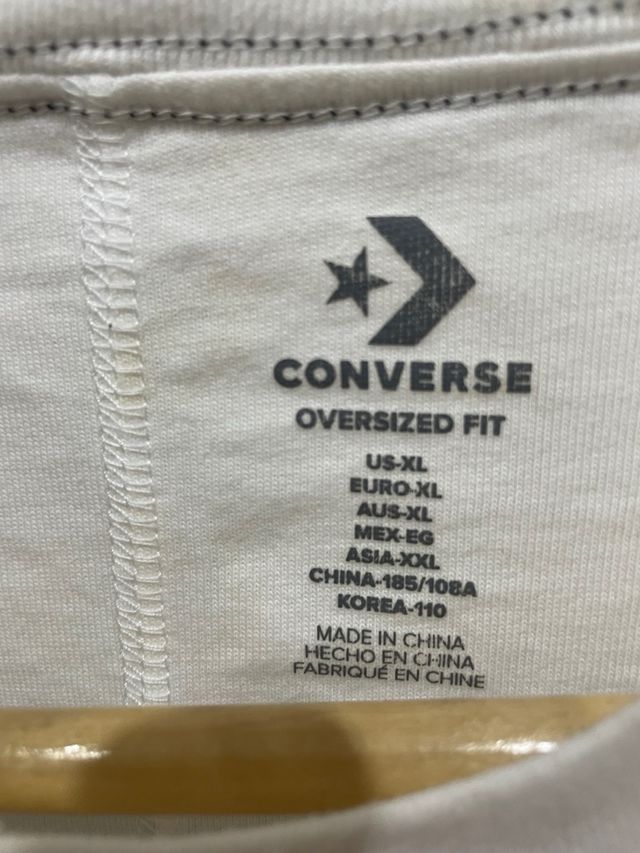 CONVERSE
OVERSIZED FIT
US-XL
EURO-XL
AUS-XL
MEX-EG
ASIA-XXL
CHINA-185/108A
KOREA-110
MADE IN CHINA
HECHO EN CHINA
FABRIQUÉ EN CHINE